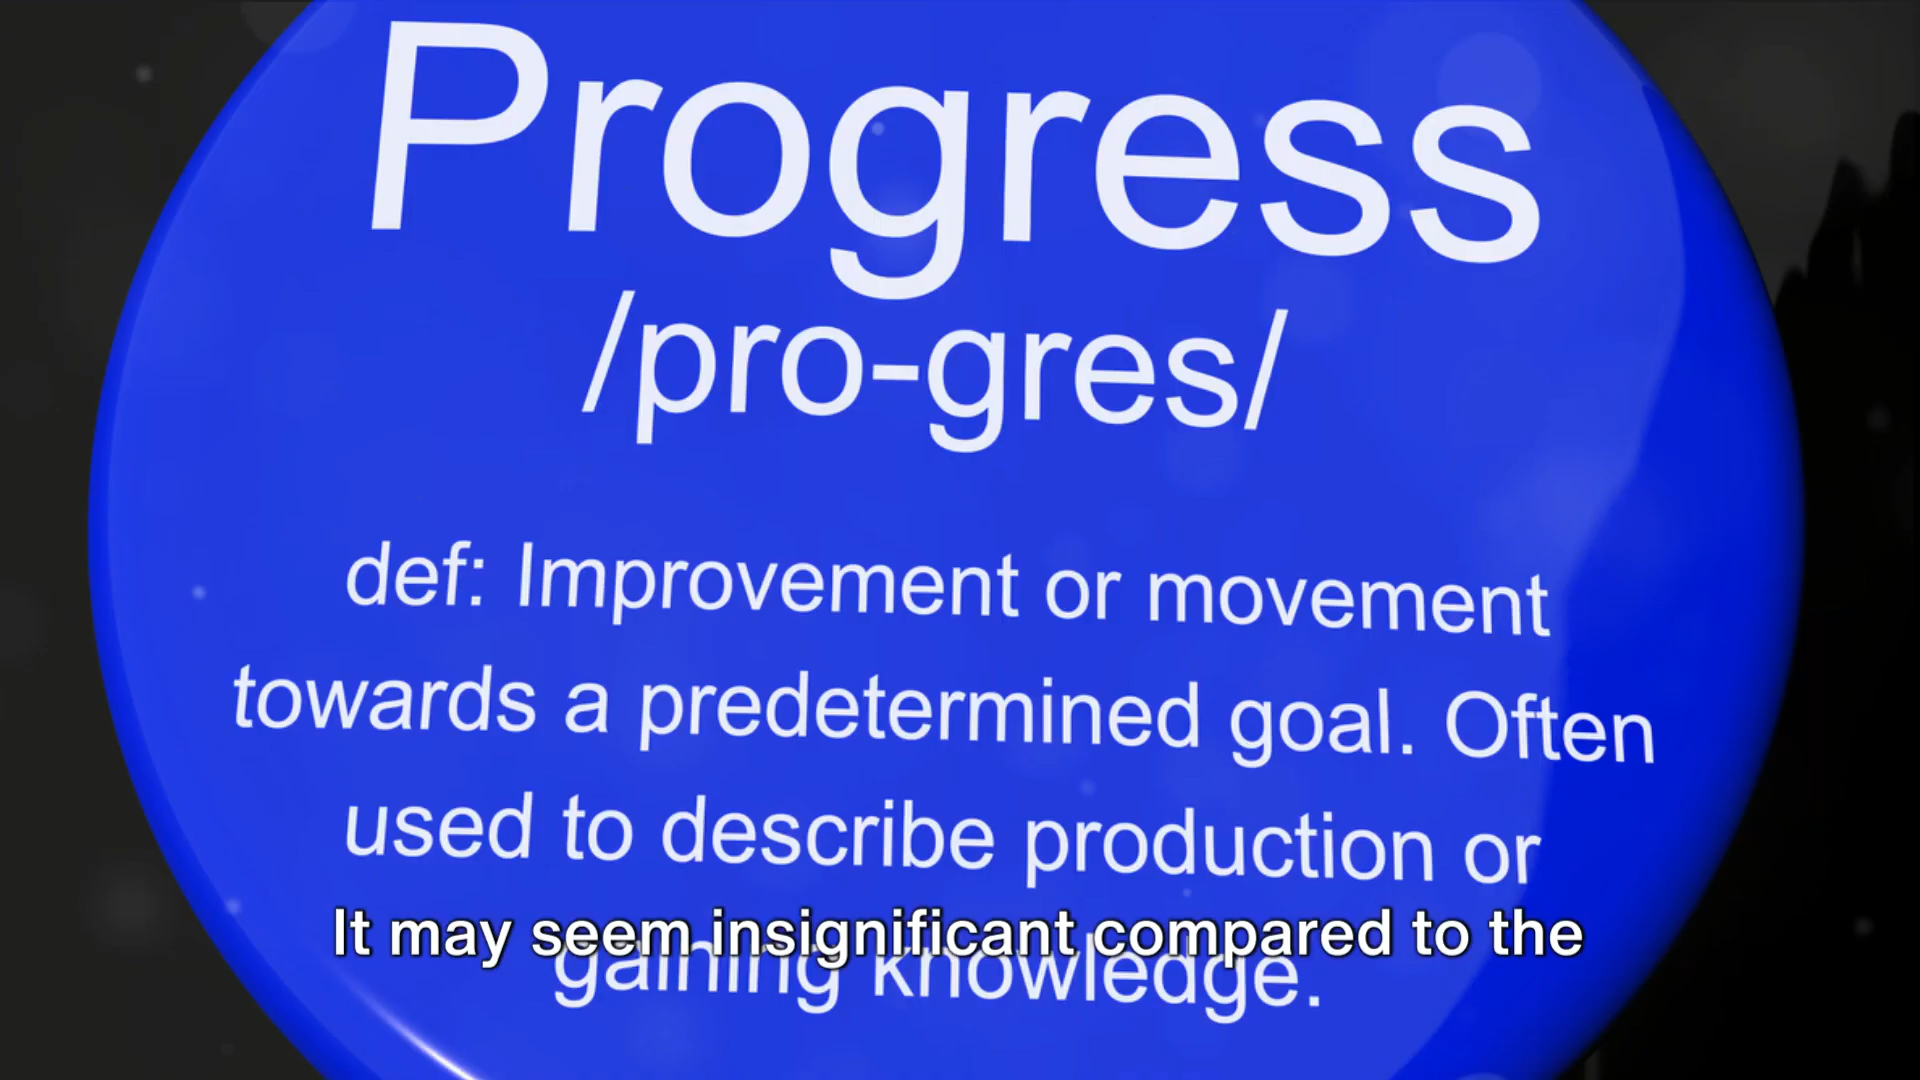 Progress
/pro-gres/
def: Improvement or movement
towards a predetermined goal. Often
used to describe production or
It may seem insignificant compared to the
gaining knowledge.